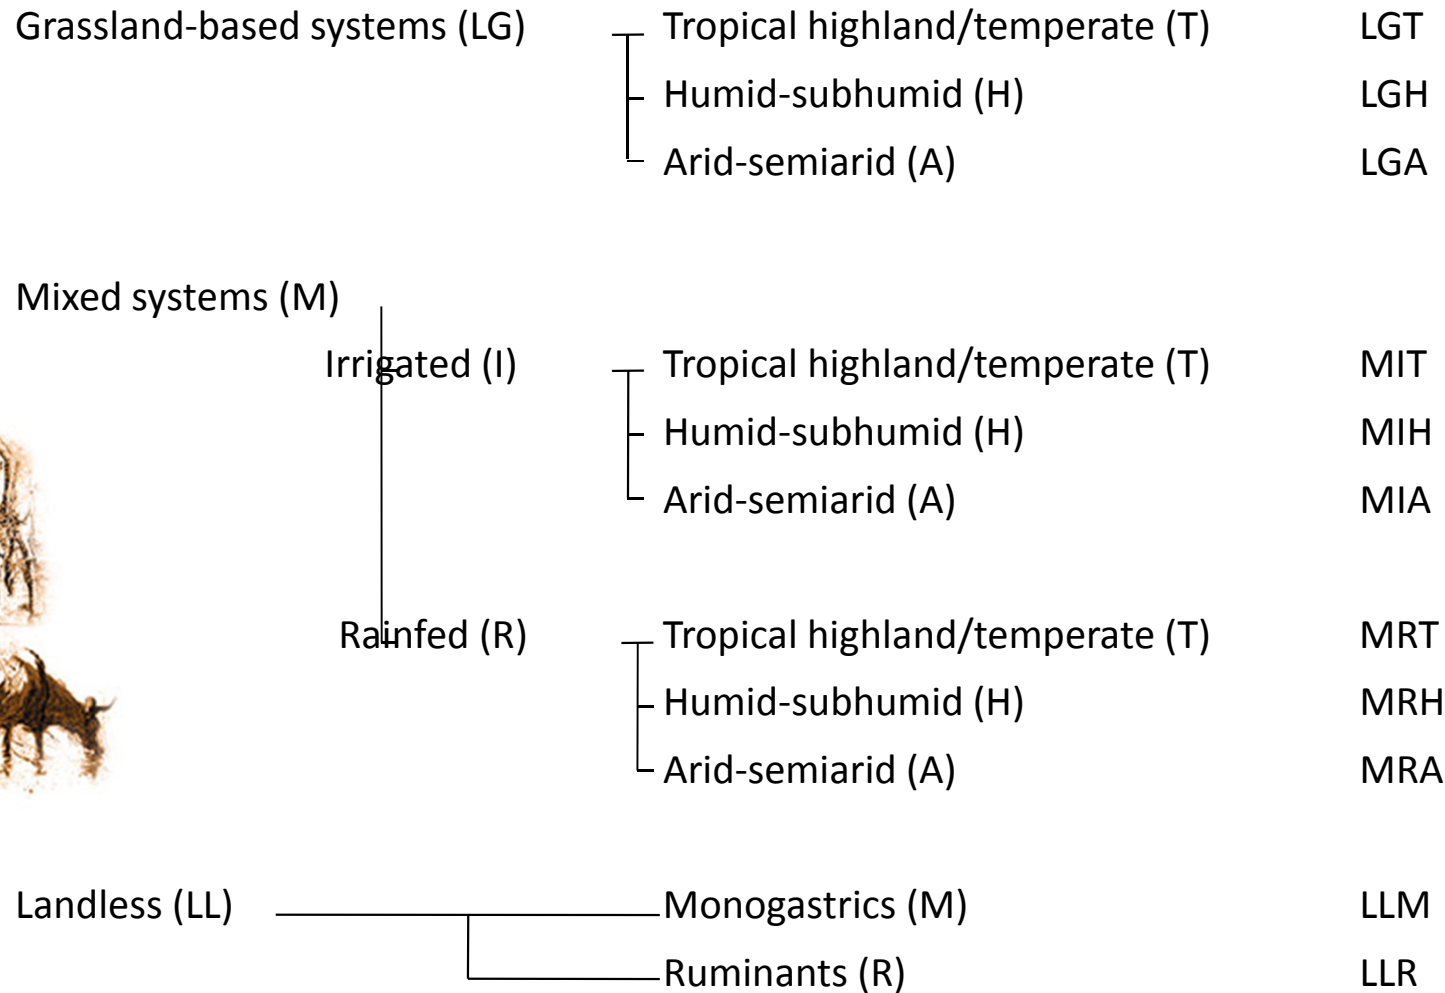 Grassland-based systems (LG) Tropical highland/temperate (T) LGT
Humid-subhumid (H) LGH
Arid-semiarid (A) LGA
Mixed systems (M)
Irrigated (I) Tropical highland/temperate (T) MIT
Humid-subhumid (H) MIH
Arid-semiarid (A) MIA
Rainfed (R) Tropical highland/temperate (T) MRT
Humid-subhumid (H) MRH
Arid-semiarid (A) MRA
Landless (LL) Monogastrics (M) LLM
Ruminants (R) LLR